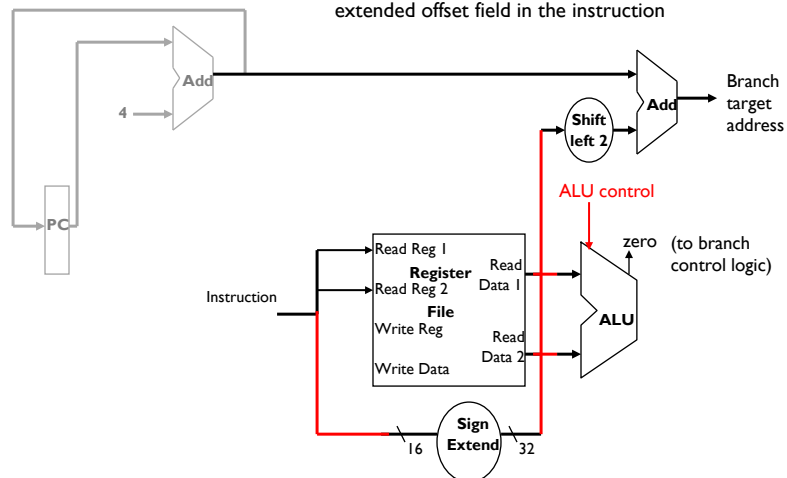 extended offset field in the instruction
Add
4
PC
Shift
left 2
Add
Branch
target
address
ALU control
zero
(to branch
control logic)
Instruction
Read Reg 1
Register
Read Reg 2
File
Write Reg
Write Data
Read
Data 1
Read
Data 2
ALU
Sign
Extend
16
32